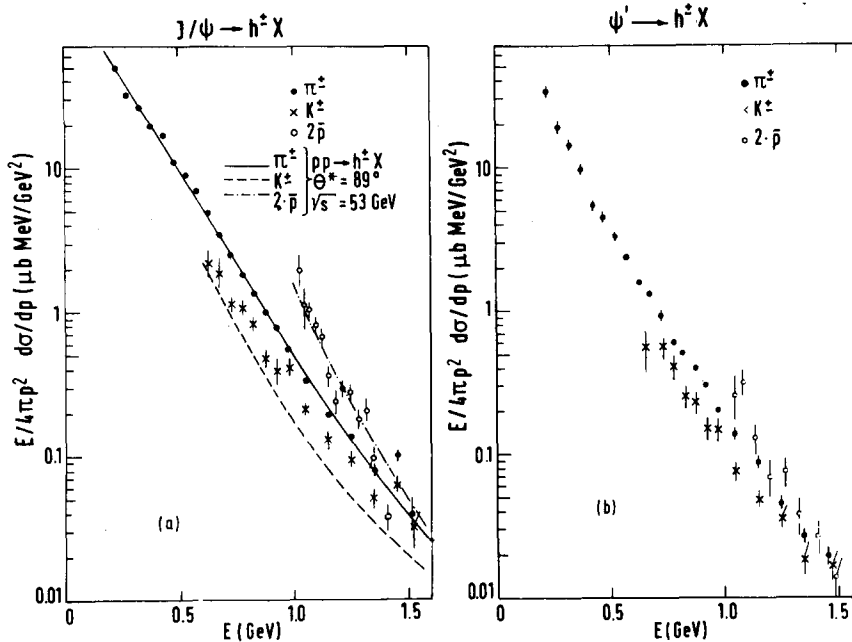 J/ψ → h± X
ψ' → h± X
π±
K±
2p̄
π±
K±
2·p̄
pp → h± X
Θ* = 89°
√s = 53 GeV
π±
K±
2·p̄
E/4πp² dσ/dp (μb MeV/GeV²)
10
1
0.1
0.01
0
0.5
1.0
1.5
E (GeV)
(a)
E/4πp² dσ/dp (μb MeV/GeV²)
10
1
0.1
0.01
0
0.5
1.0
1.5
E(GeV)
(b)